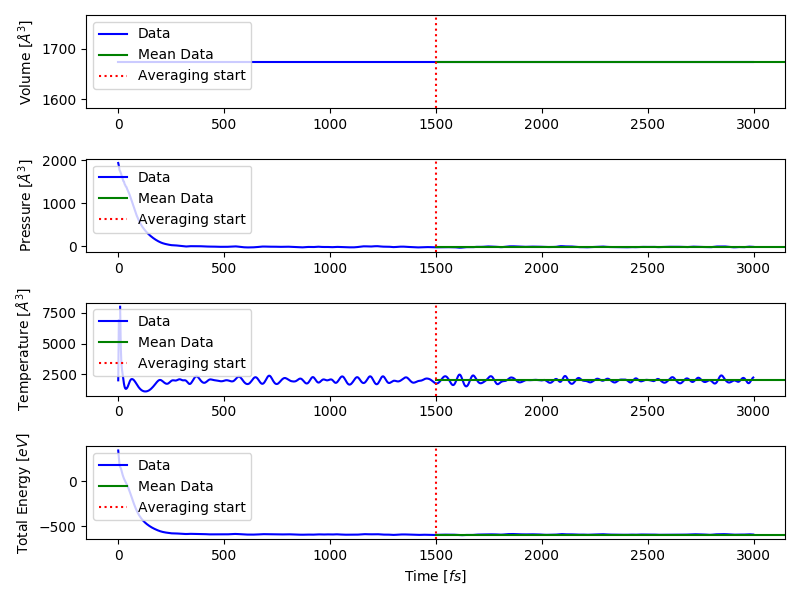 Volume [Å³]
1700
1600
Data
Mean Data
Averaging start
0 500 1000 1500 2000 2500 3000
Pressure [Å³]
2000
1000
0
Data
Mean Data
Averaging start
0 500 1000 1500 2000 2500 3000
Temperature [Å³]
7500
5000
2500
Data
Mean Data
Averaging start
0 500 1000 1500 2000 2500 3000
Total Energy [eV]
0
−500
Data
Mean Data
Averaging start
0 500 1000 1500 2000 2500 3000
Time [fs]